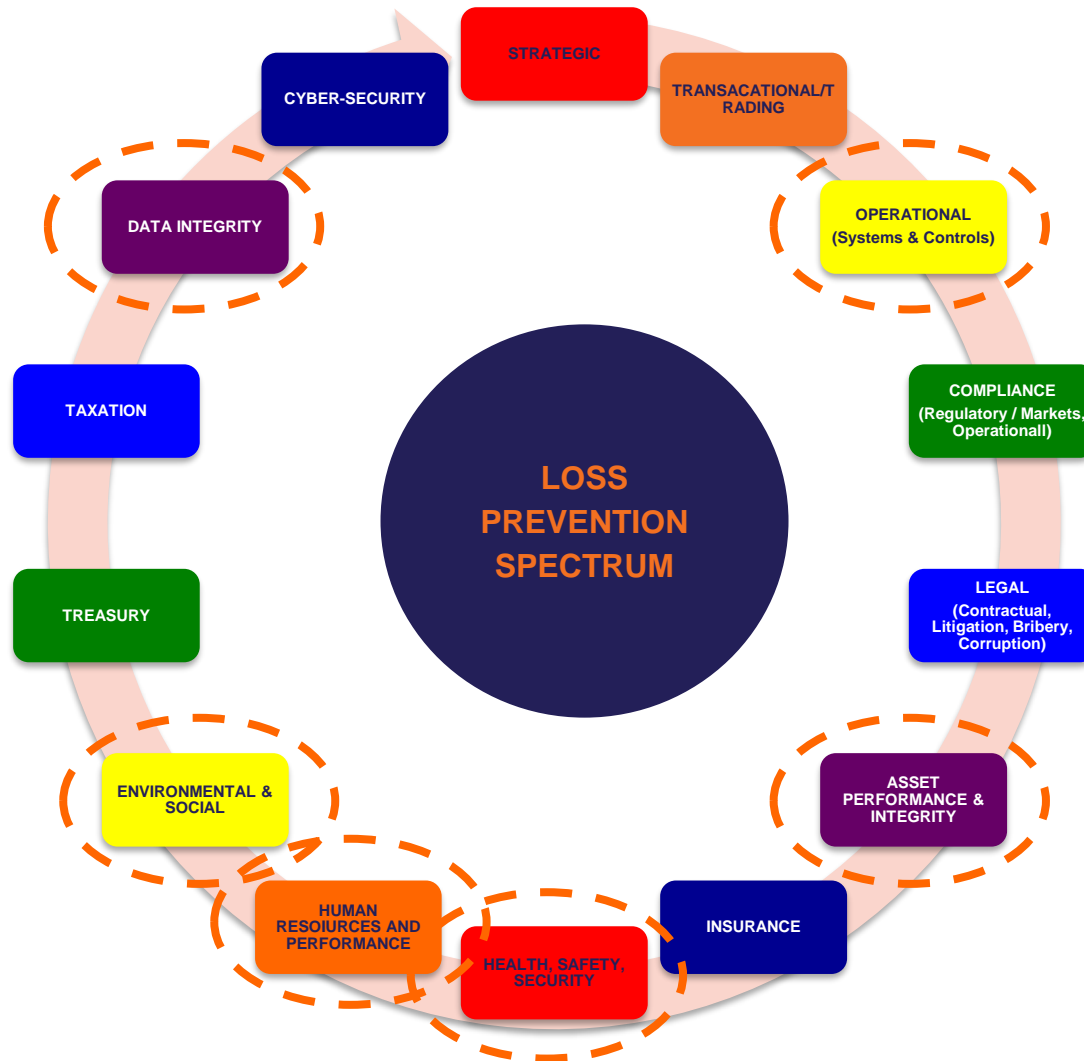 STRATEGIC
TRANSACATIONAL/T
RADING
OPERATIONAL
(Systems & Controls)
COMPLIANCE
(Regulatory / Markets,
Operationall)
LEGAL
(Contractual,
Litigation, Bribery,
Corruption)
ASSET
PERFORMANCE &
INTEGRITY
INSURANCE
HEALTH, SAFETY,
SECURITY
HUMAN
RESOIURCES AND
PERFORMANCE
ENVIRONMENTAL &
SOCIAL
TREASURY
TAXATION
DATA INTEGRITY
CYBER-SECURITY
LOSS
PREVENTION
SPECTRUM